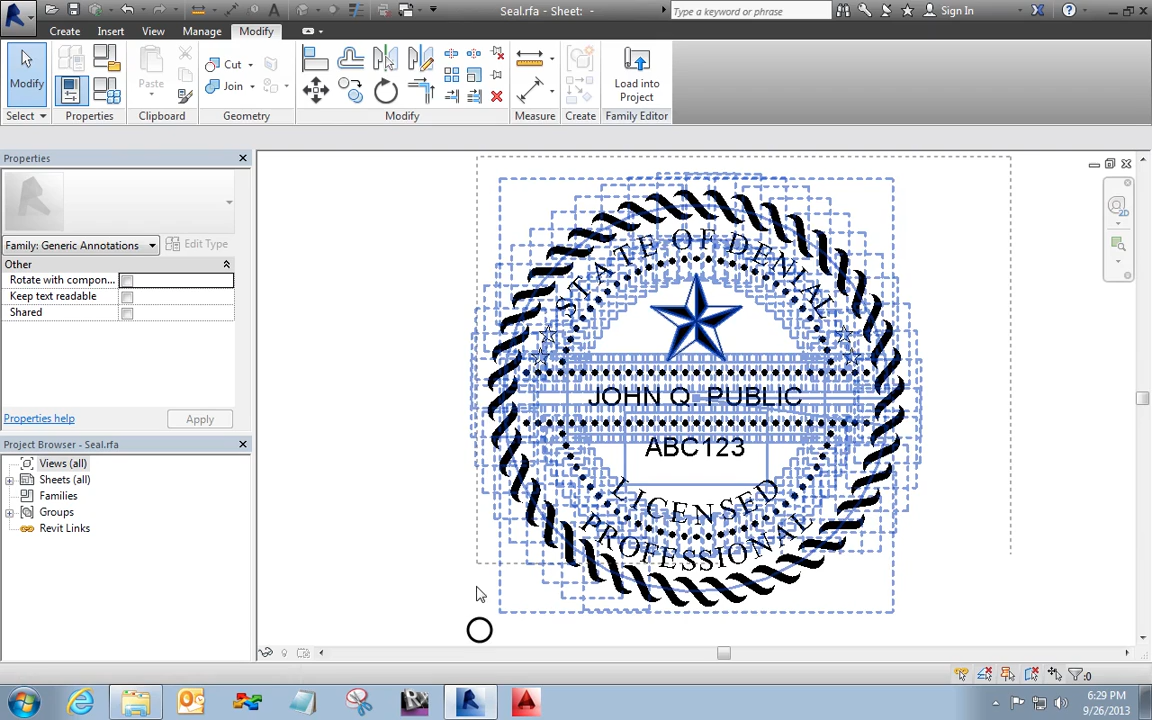 Seal.rfa - Sheet: -
Type a keyword or phrase
Sign In
Create
Insert
View
Manage
Modify
Modify
Paste
Cut
Join
Load into
Project
Select
Properties
Clipboard
Geometry
Modify
Measure
Create
Family Editor
Properties
Family: Generic Annotations
Edit Type
Other
Rotate with compon...
Keep text readable
Shared
Properties help
Apply
Project Browser - Seal.rfa
Views (all)
Sheets (all)
Families
Groups
Revit Links
STATE OF DENIAL
JOHN Q. PUBLIC
ABC123
LICENSED
PROFESSIONAL
:0
6:29 PM
9/26/2013